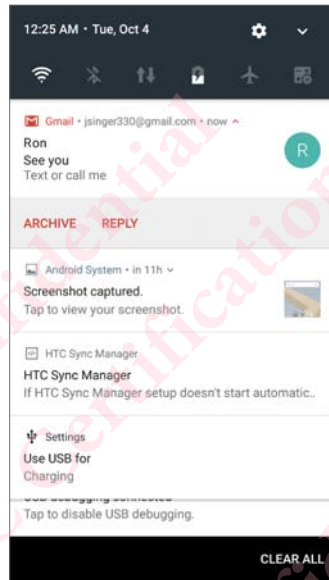 12:25 AM • Tue, Oct 4
Gmail • jsinger330@gmail.com • now
Ron
See you
Text or call me
R
ARCHIVE REPLY
Android System • in 11h
Screenshot captured.
Tap to view your screenshot.
HTC Sync Manager
HTC Sync Manager
If HTC Sync Manager setup doesn't start automatic..
Settings
Use USB for
Charging
USB debugging connected
Tap to disable USB debugging.
CLEAR ALL